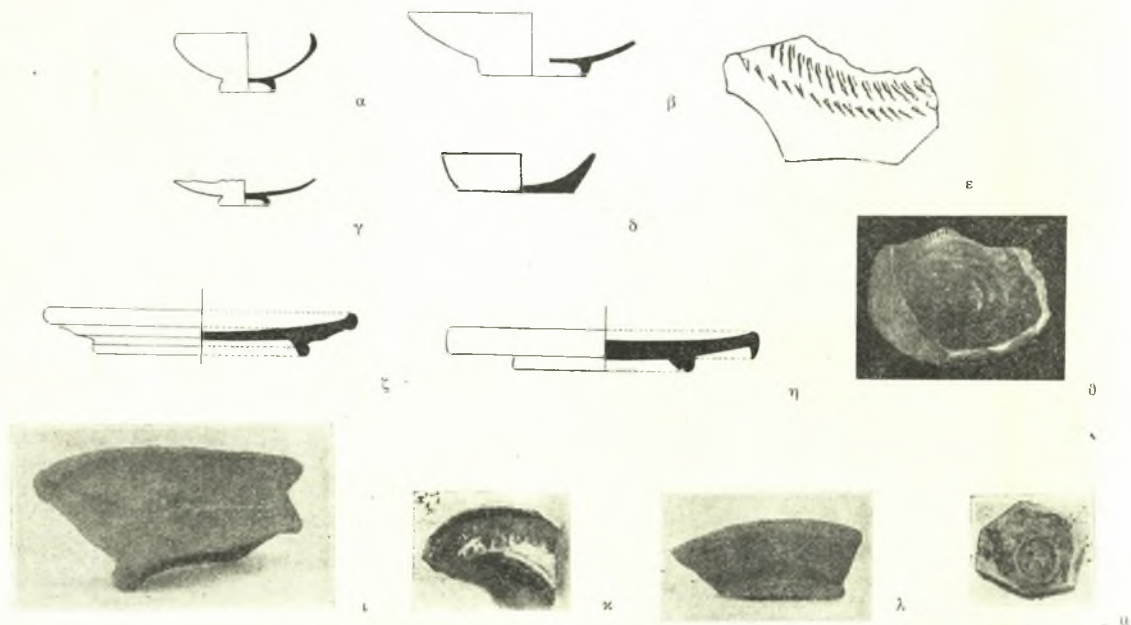 α
β
ε
γ
δ
ζ
η
θ
ι
κ
λ
μ